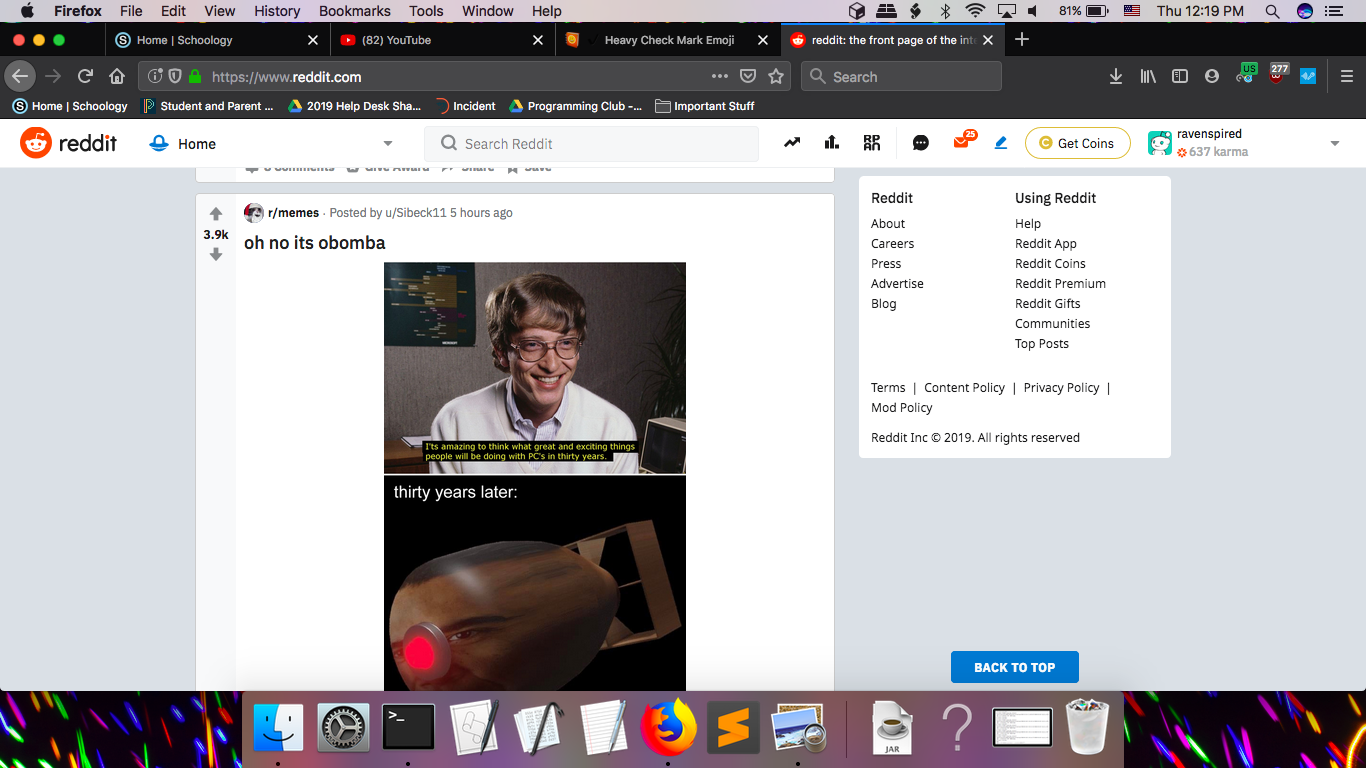 Firefox File Edit View History Bookmarks Tools Window Help 81% Thu 12:19 PM
Home | Schoology (82) YouTube Heavy Check Mark Emoji reddit: the front page of the inte
https://www.reddit.com Search US 277
Home | Schoology Student and Parent ... 2019 Help Desk Sha... Incident Programming Club -... Important Stuff
reddit Home Search Reddit 25 Get Coins ravenspired
637 karma
Comments Give Award Share Save
r/memes · Posted by u/Sibeck11 5 hours ago
3.9k
oh no its obomba
MICROSOFT
I'ts amazing to think what great and exciting things
people will be doing with PC's in thirty years.
thirty years later:
Reddit Using Reddit
About Help
Careers Reddit App
Press Reddit Coins
Advertise Reddit Premium
Blog Reddit Gifts
Communities
Top Posts
Terms | Content Policy | Privacy Policy |
Mod Policy
Reddit Inc © 2019. All rights reserved
BACK TO TOP
>_
JAR